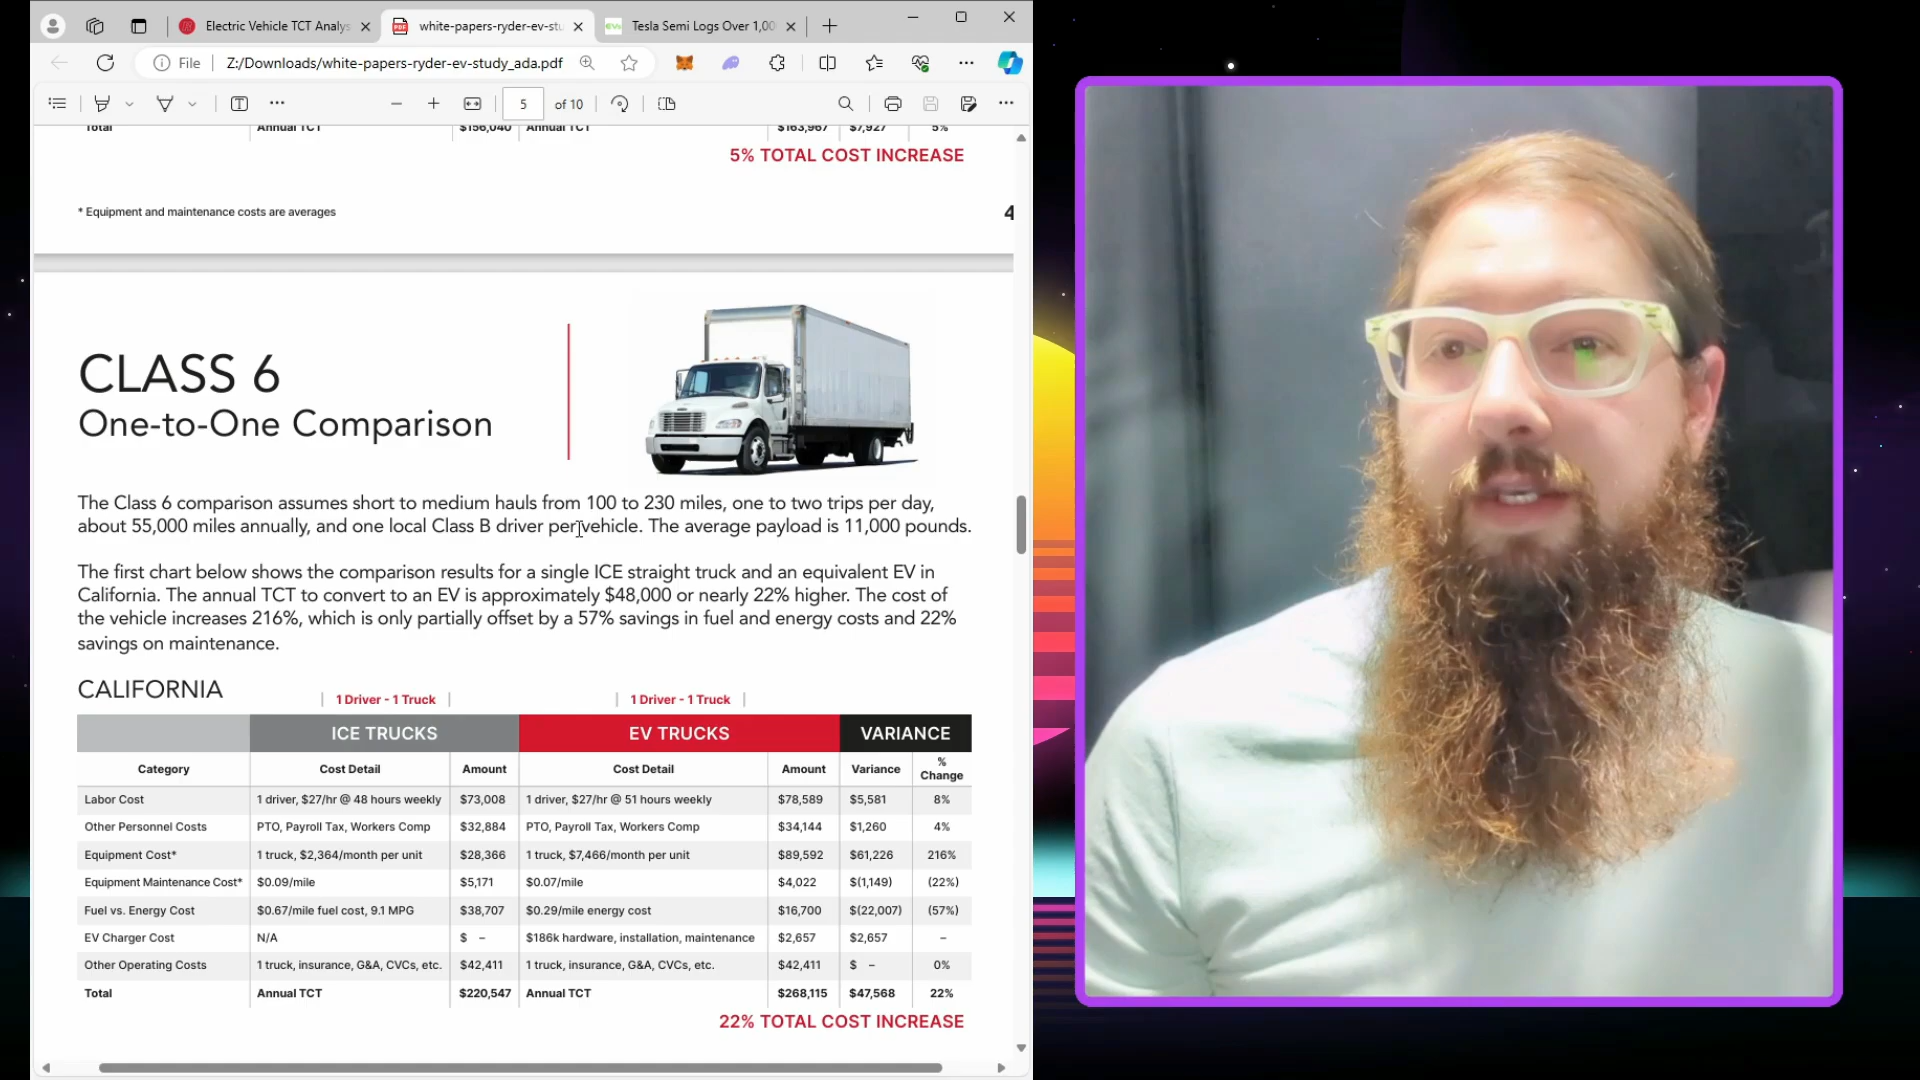 Electric Vehicle TCT Analys
white-papers-ryder-ev-stu
Tesla Semi Logs Over 1,00
File
Z:/Downloads/white-papers-ryder-ev-study_ada.pdf
5 of 10
Total Annual TCT $156,040 Annual TCT $163,967 $7,927 5%
5% TOTAL COST INCREASE
* Equipment and maintenance costs are averages
4
CLASS 6
One-to-One Comparison
The Class 6 comparison assumes short to medium hauls from 100 to 230 miles, one to two trips per day,
about 55,000 miles annually, and one local Class B driver per vehicle. The average payload is 11,000 pounds.
The first chart below shows the comparison results for a single ICE straight truck and an equivalent EV in
California. The annual TCT to convert to an EV is approximately $48,000 or nearly 22% higher. The cost of
the vehicle increases 216%, which is only partially offset by a 57% savings in fuel and energy costs and 22%
savings on maintenance.
CALIFORNIA
1 Driver - 1 Truck
1 Driver - 1 Truck
ICE TRUCKS EV TRUCKS VARIANCE
Category Cost Detail Amount Cost Detail Amount Variance % Change
Labor Cost 1 driver, $27/hr @ 48 hours weekly $73,008 1 driver, $27/hr @ 51 hours weekly $78,589 $5,581 8%
Other Personnel Costs PTO, Payroll Tax, Workers Comp $32,884 PTO, Payroll Tax, Workers Comp $34,144 $1,260 4%
Equipment Cost* 1 truck, $2,364/month per unit $28,366 1 truck, $7,466/month per unit $89,592 $61,226 216%
Equipment Maintenance Cost* $0.09/mile $5,171 $0.07/mile $4,022 $(1,149) (22%)
Fuel vs. Energy Cost $0.67/mile fuel cost, 9.1 MPG $38,707 $0.29/mile energy cost $16,700 $(22,007) (57%)
EV Charger Cost N/A $ – $186k hardware, installation, maintenance $2,657 $2,657 –
Other Operating Costs 1 truck, insurance, G&A, CVCs, etc. $42,411 1 truck, insurance, G&A, CVCs, etc. $42,411 $ – 0%
Total Annual TCT $220,547 Annual TCT $268,115 $47,568 22%
22% TOTAL COST INCREASE